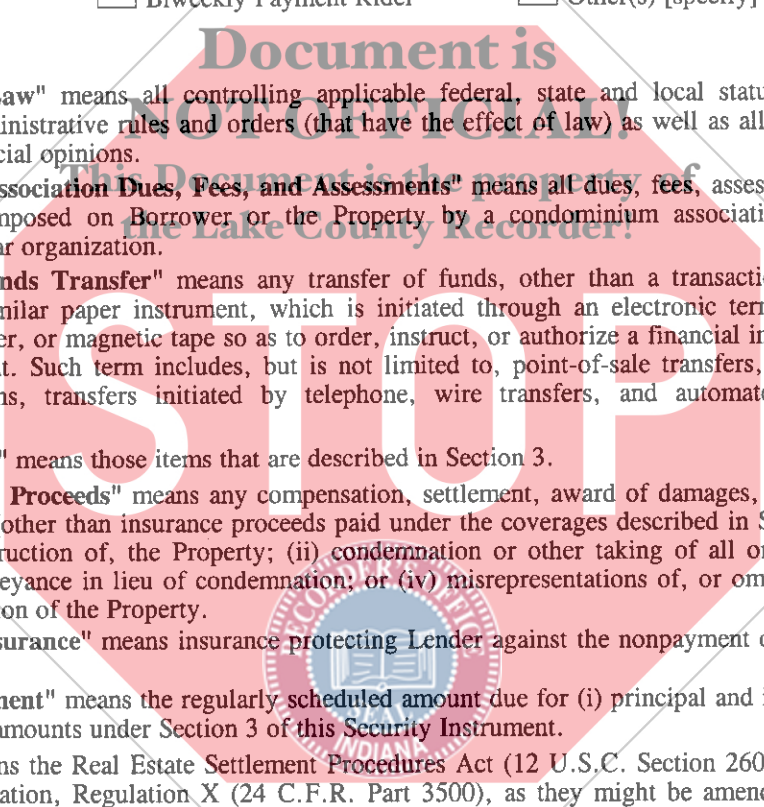 Biweekly Payment Rider Other(s) [specify]
Document is
Law" means all controlling applicable federal, state and local statu
NOT OFFICIAL!
ministrative rules and orders (that have the effect of law) as well as all
cial opinions.
This Document is the property of
ssociation Dues, Fees, and Assessments" means all dues, fees, asses
mposed on Borrower or the Property by a condominium associati
the Lake County Recorder!
ar organization.
nds Transfer" means any transfer of funds, other than a transacti
milar paper instrument, which is initiated through an electronic term
er, or magnetic tape so as to order, instruct, or authorize a financial in
t. Such term includes, but is not limited to, point-of-sale transfers,
ns, transfers initiated by telephone, wire transfers, and automate
STOP
" means those items that are described in Section 3.
Proceeds" means any compensation, settlement, award of damages,
other than insurance proceeds paid under the coverages described in S
ruction of, the Property; (ii) condemnation or other taking of all or
eyance in lieu of condemnation; or (iv) misrepresentations of, or om
on of the Property.
RECORDER'S OFFICE
surance" means insurance protecting Lender against the nonpayment o
ment" means the regularly scheduled amount due for (i) principal and i
amounts under Section 3 of this Security Instrument.
SEAL
INDIANA
ns the Real Estate Settlement Procedures Act (12 U.S.C. Section 260
ation, Regulation X (24 C.F.R. Part 3500), as they might be amend